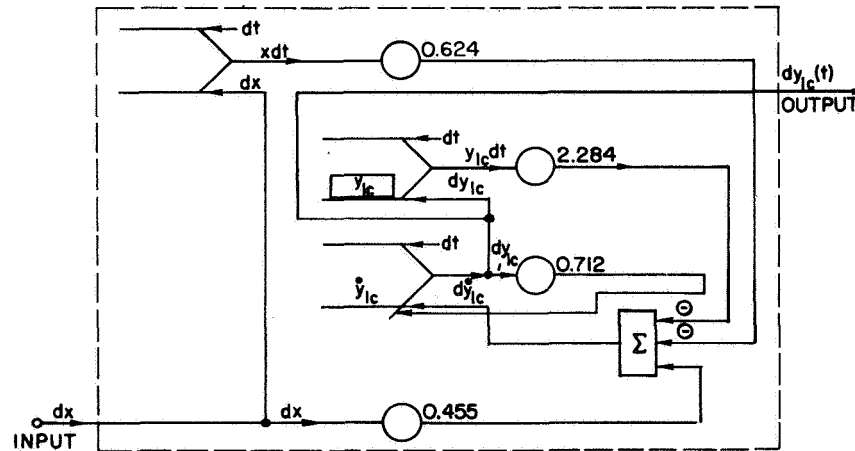 dt
xdt
0.624
dx
dy₁c(t)
OUTPUT
dt
y₁c dt
2.284
y₁c
dy₁c
dt
dy₁c
0.712
ẏ₁c
dẏ₁c
⊖
⊖
Σ
dx
dx
0.455
INPUT